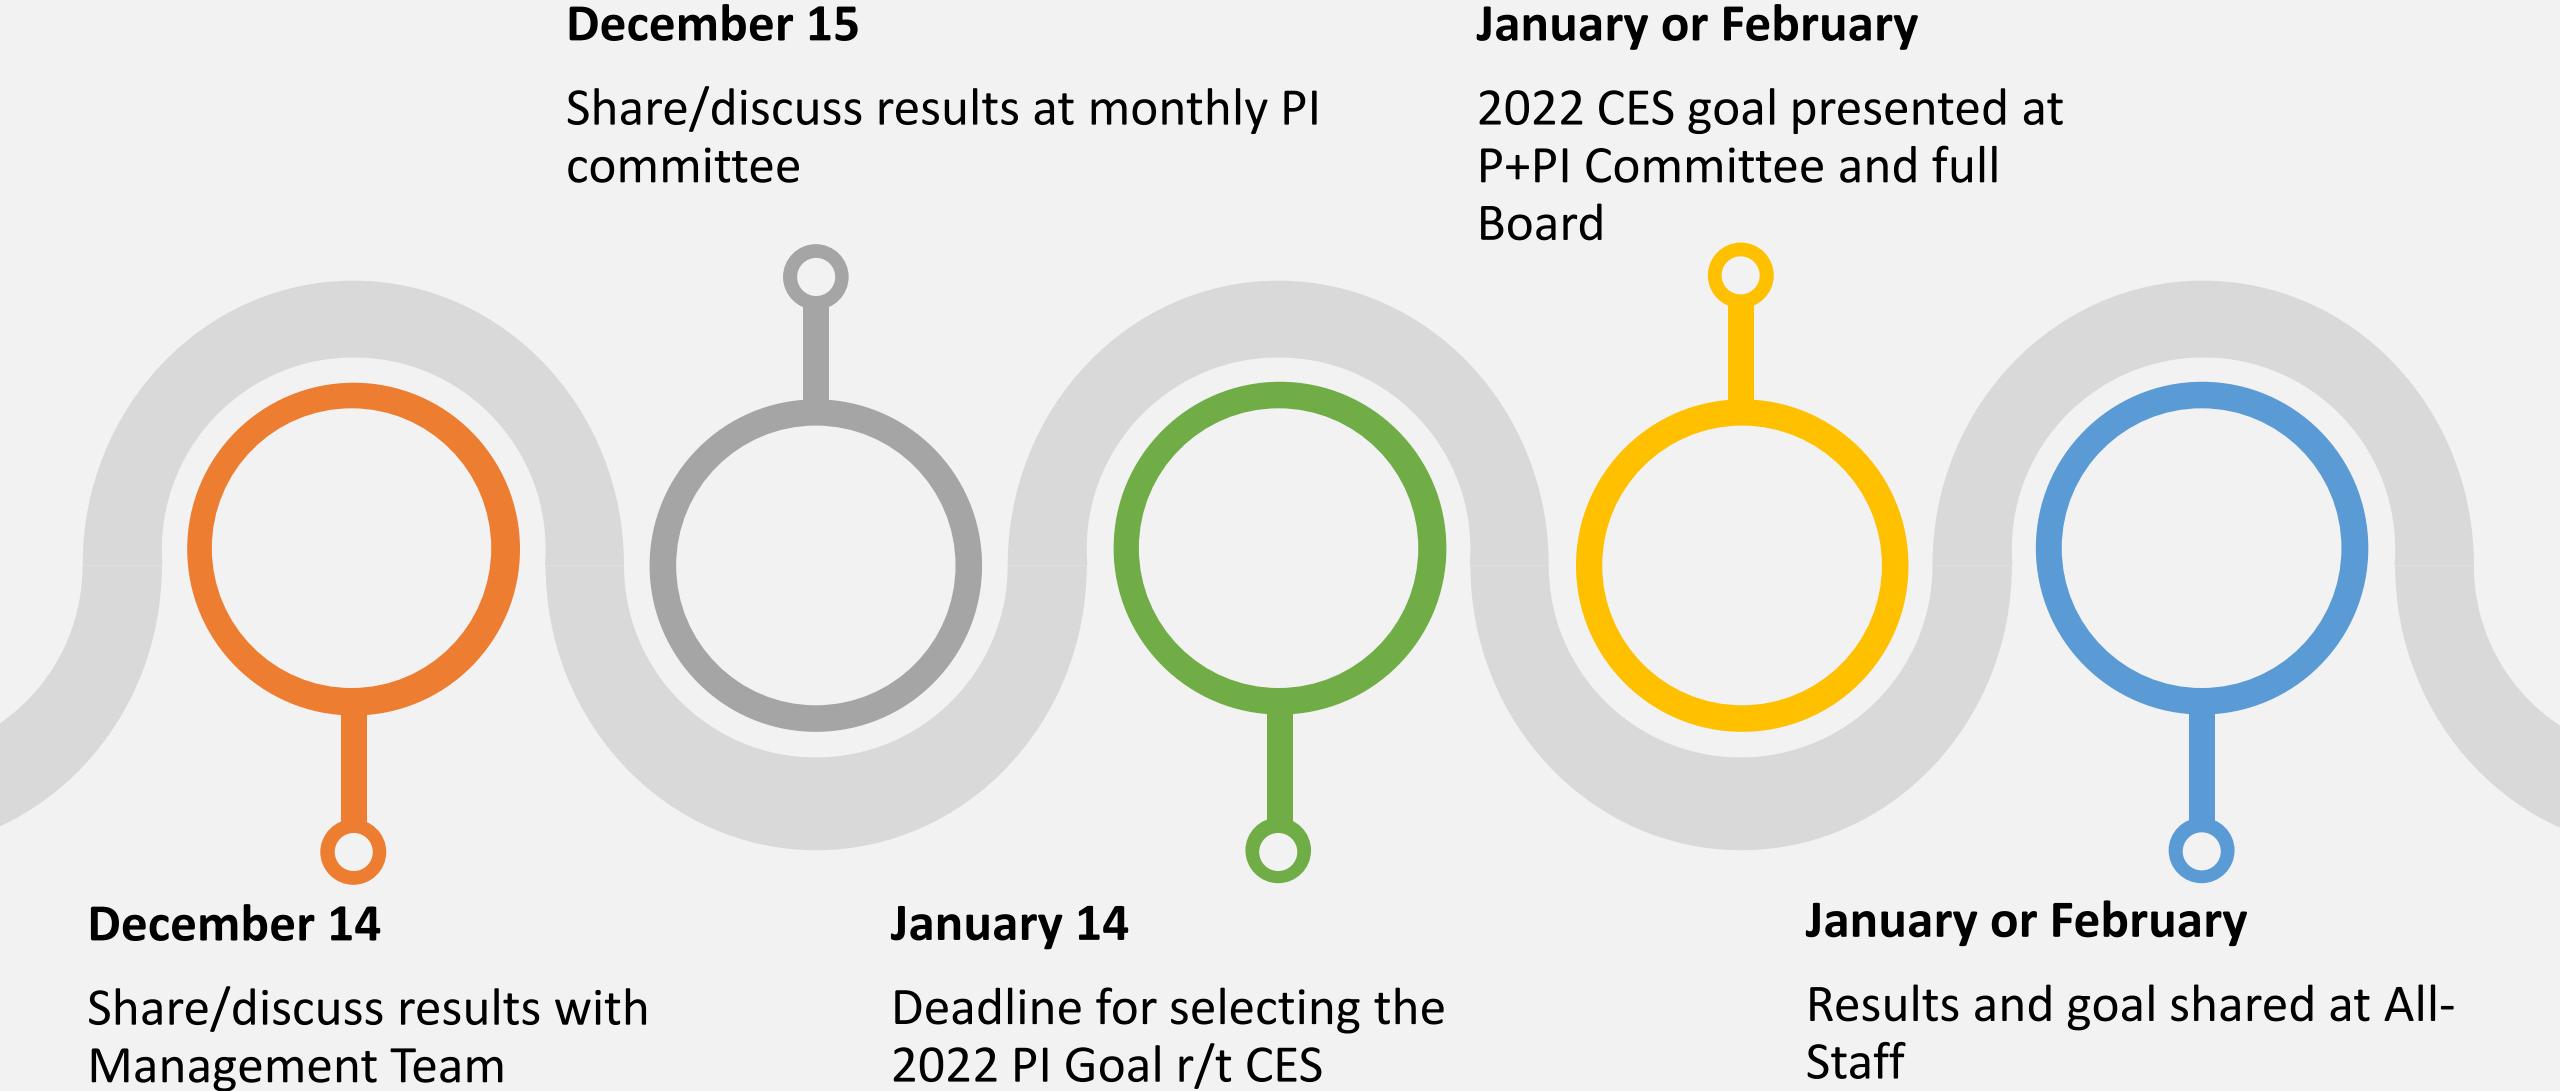 December 15
Share/discuss results at monthly PI
committee
January or February
2022 CES goal presented at
P+PI Committee and full
Board
December 14
Share/discuss results with
Management Team
January 14
Deadline for selecting the
2022 PI Goal r/t CES
January or February
Results and goal shared at All-
Staff